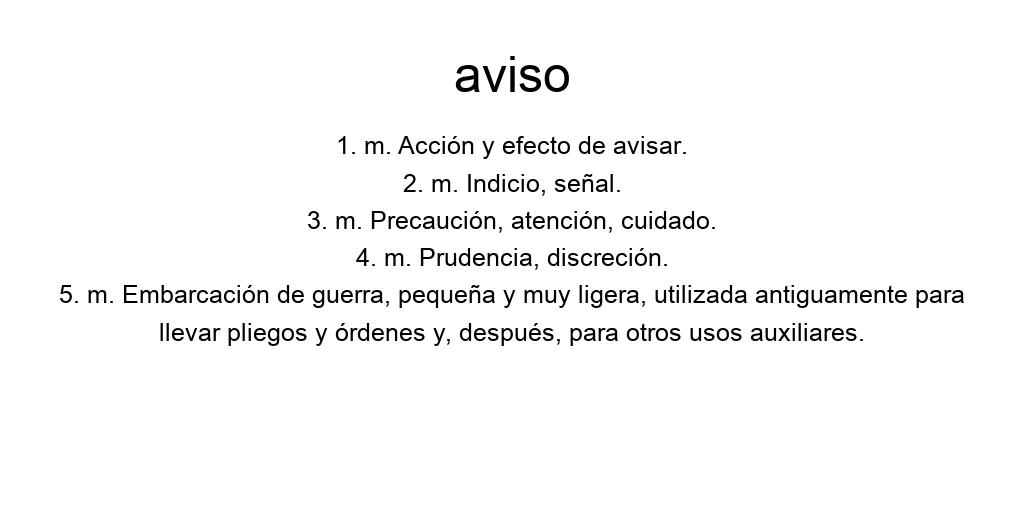 aviso
1. m. Acción y efecto de avisar.
2. m. Indicio, señal.
3. m. Precaución, atención, cuidado.
4. m. Prudencia, discreción.
5. m. Embarcación de guerra, pequeña y muy ligera, utilizada antiguamente para
llevar pliegos y órdenes y, después, para otros usos auxiliares.